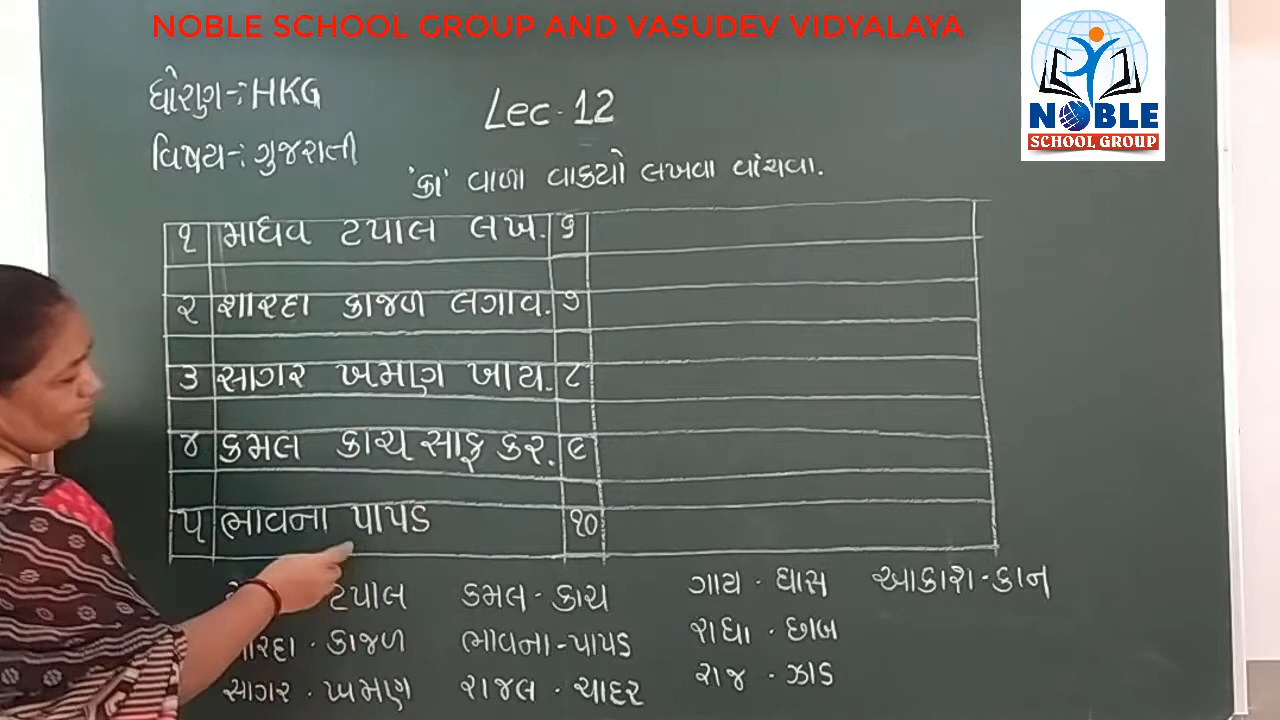 NOBLE SCHOOL GROUP AND VASUDEV VIDYALAYA
NOBLE
SCHOOL GROUP
ધોરણ-: HKG
Lec-12
વિષય-: ગુજરાતી
'કા' વાળા વાકયો લખવા વાંચવા.
૧ માધવ ટપાલ લખ. ૬
૨ શારદા કાજળ લગાવ. ૭
૩ સાગર ખમણ ખાય. ૮
૪ કમલ કાચ સાફ કર. ૯
૫ ભાવના પાપડ ૧૦
ટપાલ કમલ - કાચ ગાય - ઘાસ આકાશ - કાન
કાજળ ભાવના - પાપડ રાધા - છાબ
સાગર - ખમણ રાજલ - ચાદર રાજ - ઝાડ